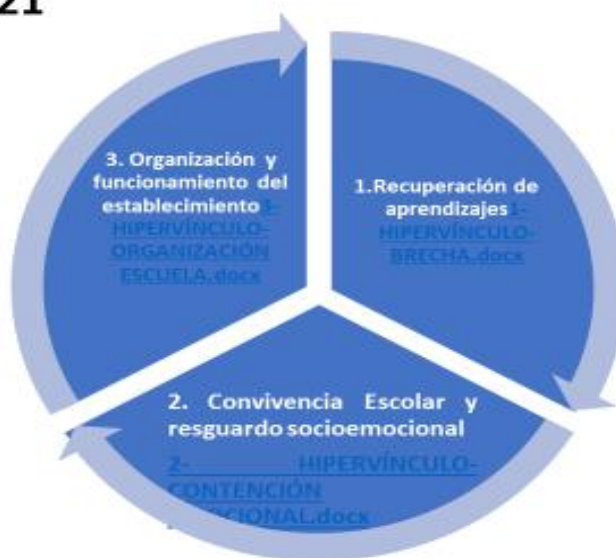 21
1.Recuperación de
aprendizajes1-
HIPERVÍNCULO-
BRECHA.docx
2. Convivencia Escolar y
resguardo socioemocional
2- HIPERVÍNCULO-
CONTENCIÓN
EMOCIONAL.docx
3. Organización y
funcionamiento del
establecimiento3-
HIPERVÍNCULO-
ORGANIZACIÓN
ESCUELA.docx